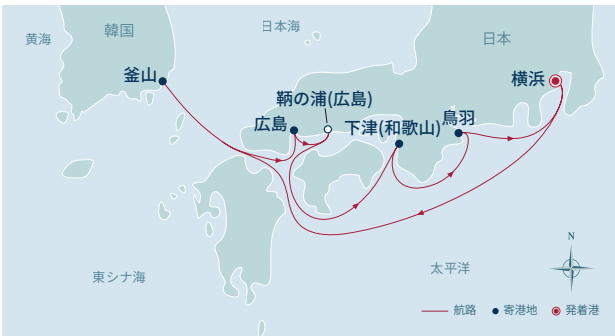 韓国
黄海
日本海
日本
釜山
横浜
鞆の浦(広島)
広島
下津(和歌山)
鳥羽
東シナ海
太平洋
N
航路
寄港地
発着港